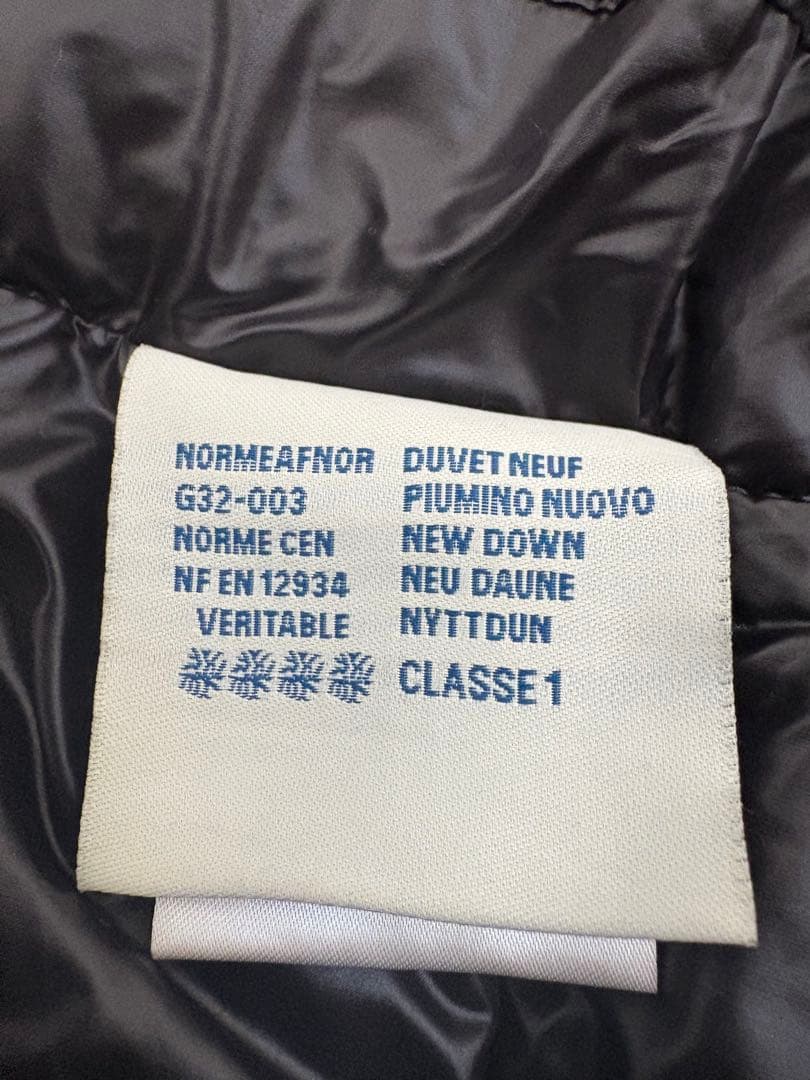 NORMEAFNOR
G32-003
NORME CEN
NF EN 12934
VERITABLE
DUVET NEUF
PIUMINO NUOVO
NEW DOWN
NEU DAUNE
NYTTDUN
CLASSE 1